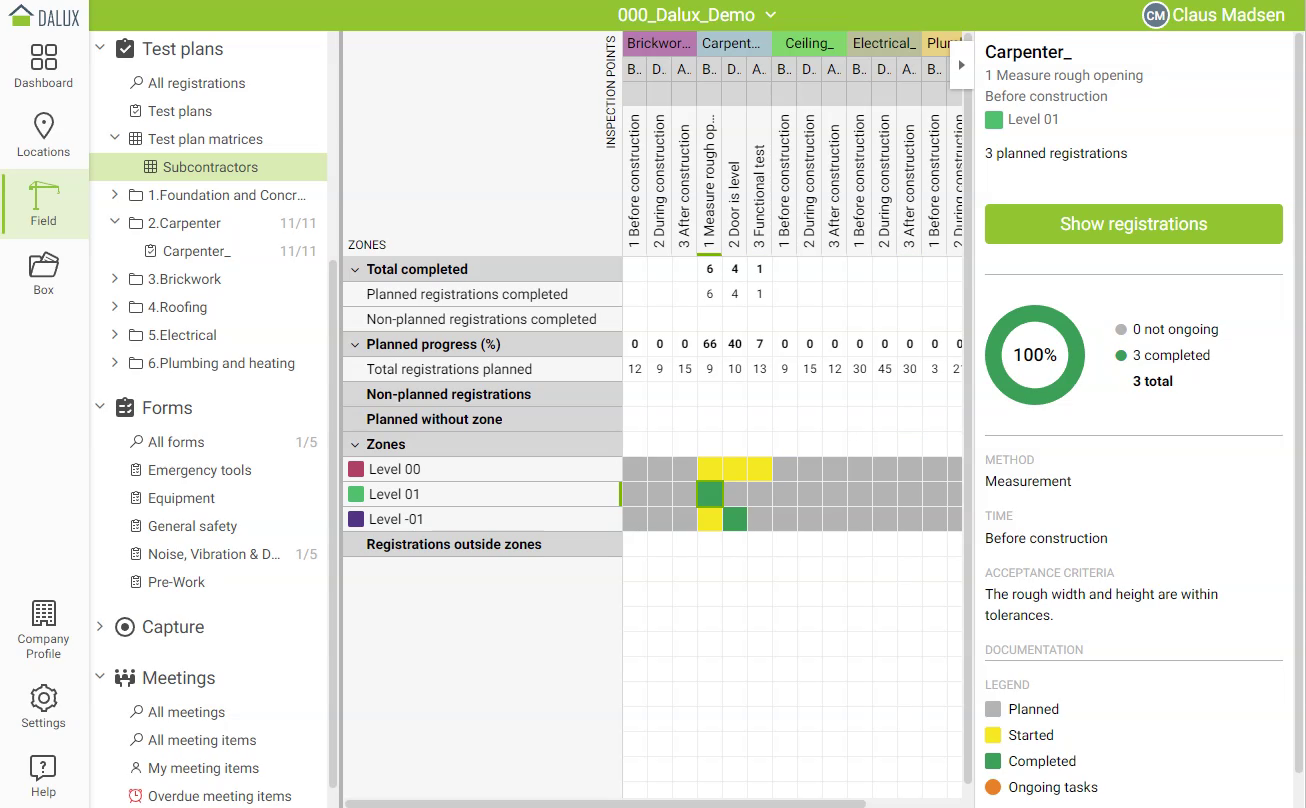 DALUX
000_Dalux_Demo
CM Claus Madsen
Dashboard
Locations
Field
Box
Company
Profile
Settings
Help
Test plans
All registrations
Test plans
Test plan matrices
Subcontractors
1.Foundation and Concr...
2.Carpenter 11/11
Carpenter_ 11/11
3.Brickwork
4.Roofing
5.Electrical
6.Plumbing and heating
Forms
All forms 1/5
Emergency tools
Equipment
General safety
Noise, Vibration & D... 1/5
Pre-Work
Capture
Meetings
All meetings
All meeting items
My meeting items
Overdue meeting items
INSPECTION POINTS
Brickwor... Carpent... Ceiling_ Electrical_
B.. D.. A.. B.. D.. A.. B.. D.. A.. B.. D.. A.. B..
1 Before construction
2 During construction
3 After construction
1 Measure rough op...
2 Door is level
3 Functional test
1 Before construction
2 During construction
3 After construction
1 Before construction
2 During construction
3 After construction
1 Before construction
2 During construction
ZONES
Total completed 6 4 1
Planned registrations completed 6 4 1
Non-planned registrations completed
Planned progress (%) 0 0 0 66 40 7 0 0 0 0 0 0 0 0
Total registrations planned 12 9 15 9 10 13 9 15 12 30 45 30 3
Non-planned registrations
Planned without zone
Zones
Level 00
Level 01
Level -01
Registrations outside zones
Carpenter_
1 Measure rough opening
Before construction
Level 01
3 planned registrations
Show registrations
100%
0 not ongoing
3 completed
3 total
METHOD
Measurement
TIME
Before construction
ACCEPTANCE CRITERIA
The rough width and height are within
tolerances.
DOCUMENTATION
LEGEND
Planned
Started
Completed
Ongoing tasks